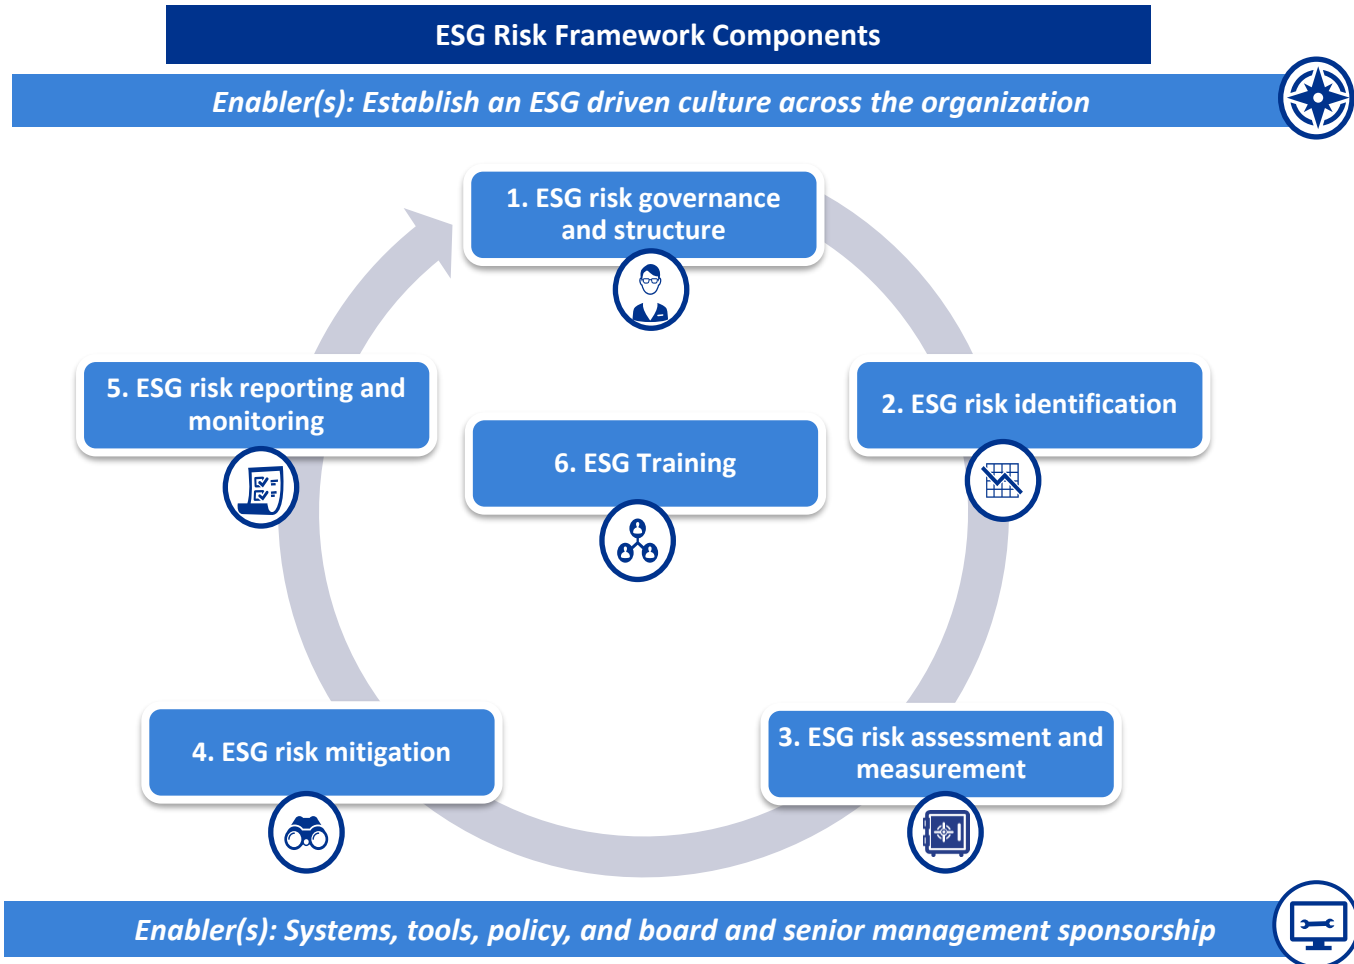 ESG Risk Framework Components
Enabler(s): Establish an ESG driven culture across the organization
1. ESG risk governance
and structure
2. ESG risk identification
3. ESG risk assessment and
measurement
4. ESG risk mitigation
5. ESG risk reporting and
monitoring
6. ESG Training
Enabler(s): Systems, tools, policy, and board and senior management sponsorship